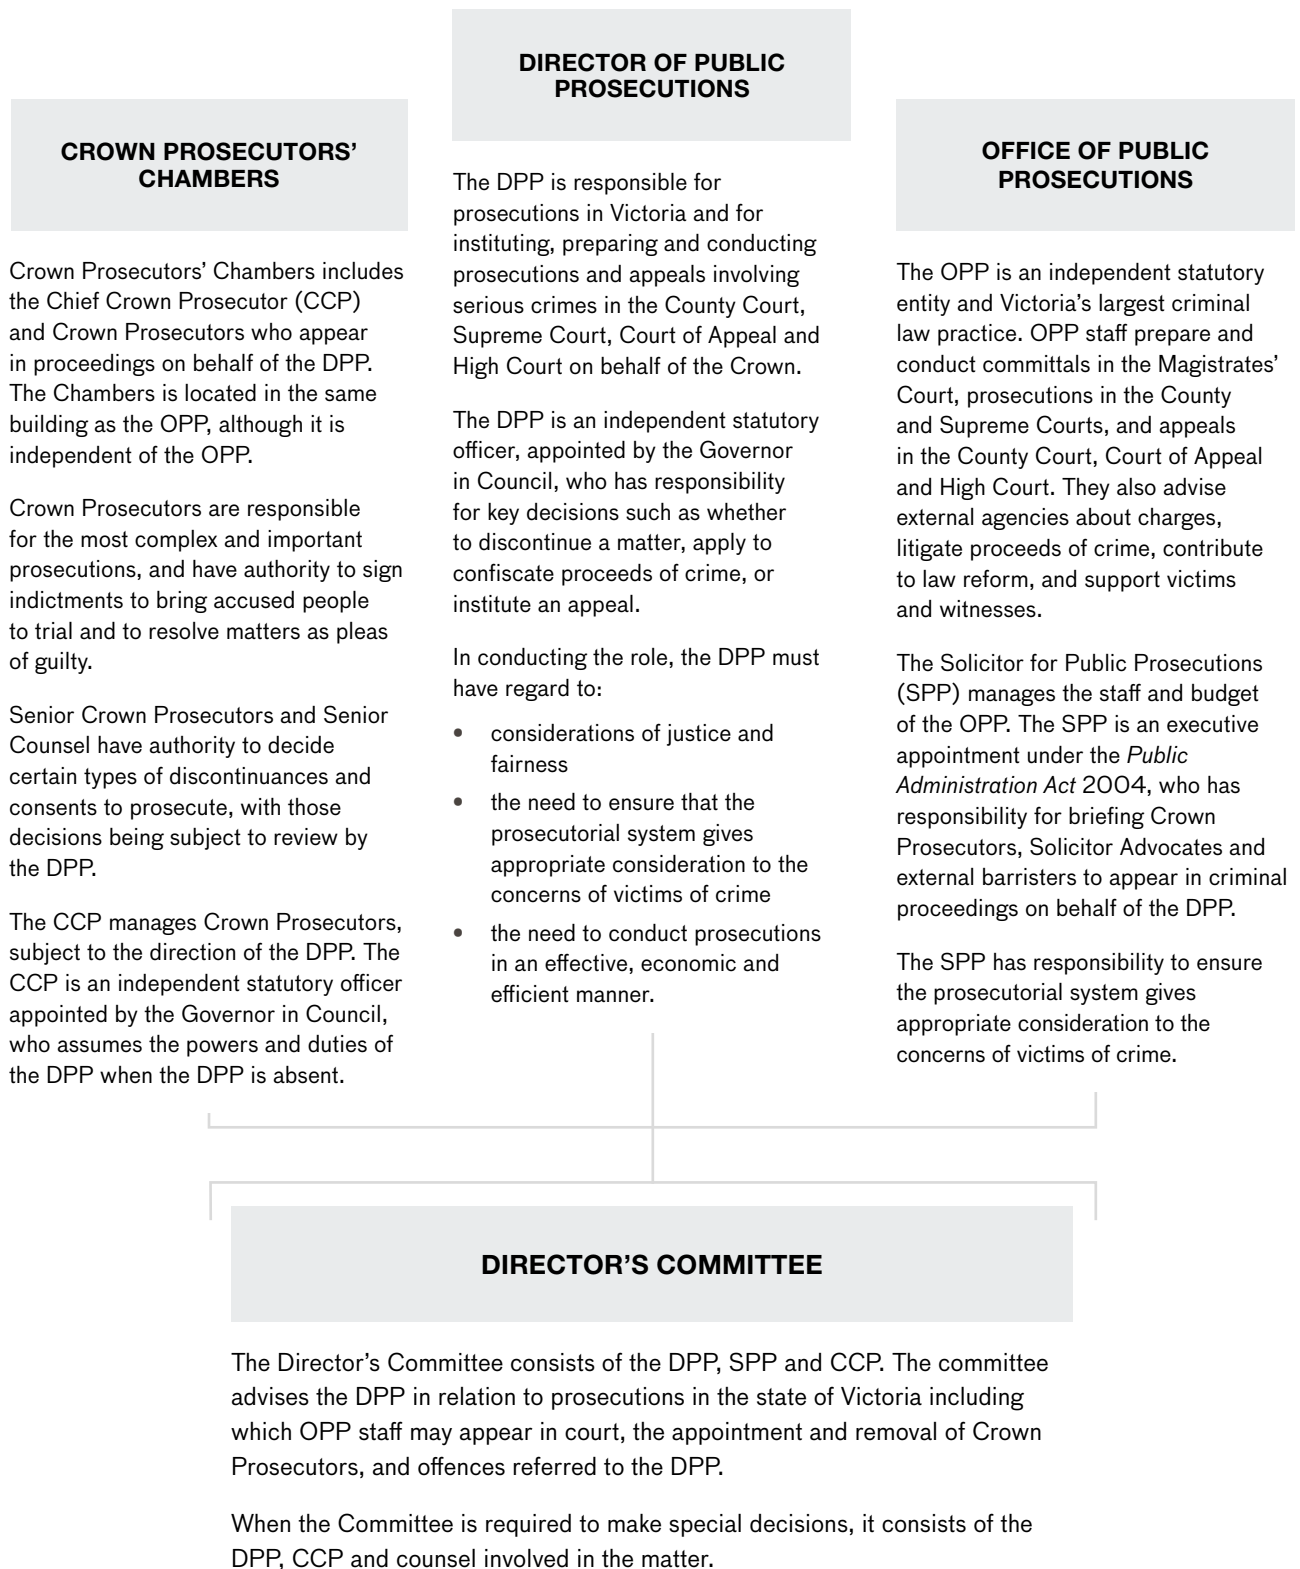 DIRECTOR OF PUBLIC
PROSECUTIONS
CROWN PROSECUTORS'
CHAMBERS
OFFICE OF PUBLIC
PROSECUTIONS
Crown Prosecutors' Chambers includes
the Chief Crown Prosecutor (CCP)
and Crown Prosecutors who appear
in proceedings on behalf of the DPP.
The Chambers is located in the same
building as the OPP, although it is
independent of the OPP.
Crown Prosecutors are responsible
for the most complex and important
prosecutions, and have authority to sign
indictments to bring accused people
to trial and to resolve matters as pleas
of guilty.
Senior Crown Prosecutors and Senior
Counsel have authority to decide
certain types of discontinuances and
consents to prosecute, with those
decisions being subject to review by
the DPP.
The CCP manages Crown Prosecutors,
subject to the direction of the DPP. The
CCP is an independent statutory officer
appointed by the Governor in Council,
who assumes the powers and duties of
the DPP when the DPP is absent.
The DPP is responsible for
prosecutions in Victoria and for
instituting, preparing and conducting
prosecutions and appeals involving
serious crimes in the County Court,
Supreme Court, Court of Appeal and
High Court on behalf of the Crown.
The DPP is an independent statutory
officer, appointed by the Governor
in Council, who has responsibility
for key decisions such as whether
to discontinue a matter, apply to
confiscate proceeds of crime, or
institute an appeal.
In conducting the role, the DPP must
have regard to:
• considerations of justice and
fairness
• the need to ensure that the
prosecutorial system gives
appropriate consideration to the
concerns of victims of crime
• the need to conduct prosecutions
in an effective, economic and
efficient manner.
The OPP is an independent statutory
entity and Victoria's largest criminal
law practice. OPP staff prepare and
conduct committals in the Magistrates'
Court, prosecutions in the County
and Supreme Courts, and appeals
in the County Court, Court of Appeal
and High Court. They also advise
external agencies about charges,
litigate proceeds of crime, contribute
to law reform, and support victims
and witnesses.
The Solicitor for Public Prosecutions
(SPP) manages the staff and budget
of the OPP. The SPP is an executive
appointment under the Public
Administration Act 2004, who has
responsibility for briefing Crown
Prosecutors, Solicitor Advocates and
external barristers to appear in criminal
proceedings on behalf of the DPP.
The SPP has responsibility to ensure
the prosecutorial system gives
appropriate consideration to the
concerns of victims of crime.
DIRECTOR'S COMMITTEE
The Director's Committee consists of the DPP, SPP and CCP. The committee
advises the DPP in relation to prosecutions in the state of Victoria including
which OPP staff may appear in court, the appointment and removal of Crown
Prosecutors, and offences referred to the DPP.
When the Committee is required to make special decisions, it consists of the
DPP, CCP and counsel involved in the matter.